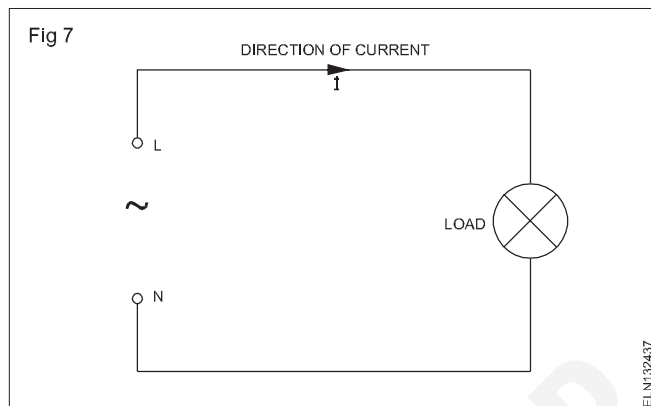 Fig 7
DIRECTION OF CURRENT
I
L
~
LOAD
N
ELN132437